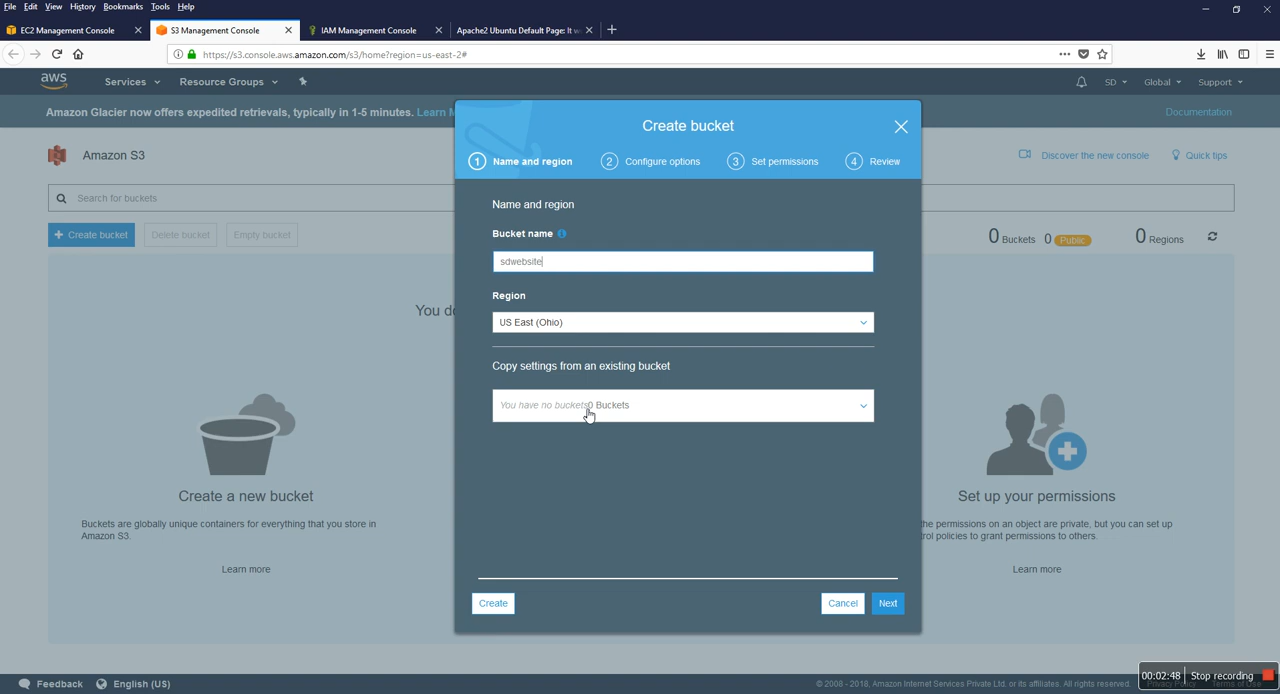 File Edit View History Bookmarks Tools Help
EC2 Management Console S3 Management Console IAM Management Console Apache2 Ubuntu Default Page: It w
https://s3.console.aws.amazon.com/s3/home?region=us-east-2#
aws Services Resource Groups SD Global Support
Amazon Glacier now offers expedited retrievals, typically in 1-5 minutes. Learn M Documentation
Amazon S3 Discover the new console Quick tips
Search for buckets
+ Create bucket Delete bucket Empty bucket 0 Buckets 0 Public 0 Regions
You do
Create bucket
1 Name and region 2 Configure options 3 Set permissions 4 Review
Name and region
Bucket name
sdwebsite
Region
US East (Ohio)
Copy settings from an existing bucket
You have no buckets0 Buckets
Create Cancel Next
Create a new bucket
Buckets are globally unique containers for everything that you store in
Amazon S3.
Learn more
Set up your permissions
the permissions on an object are private, but you can set up
rol policies to grant permissions to others.
Learn more
Feedback English (US) © 2008 - 2018, Amazon Internet Services Private Ltd. or its affiliates. All rights reserved. Privacy Policy Terms of Use
00:02:48 Stop recording